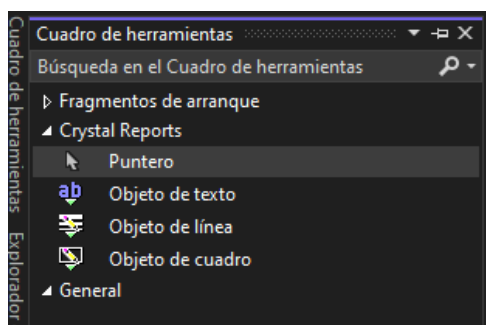 Cuadro de herramientas
Explorador
Cuadro de herramientas
Búsqueda en el Cuadro de herramientas
Fragmentos de arranque
Crystal Reports
Puntero
ab Objeto de texto
Objeto de línea
Objeto de cuadro
General